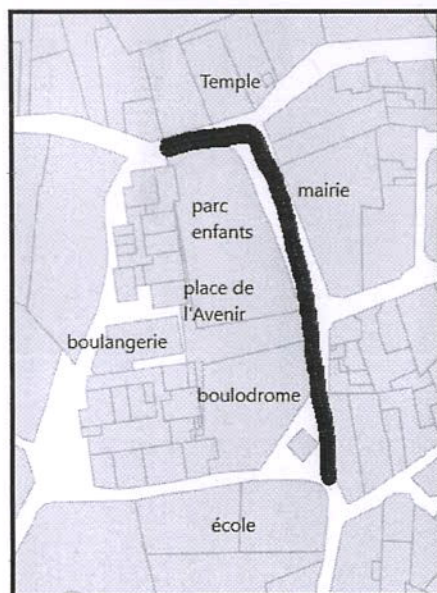 Temple
mairie
parc
enfants
place de
l'Avenir
boulangerie
boulodrome
école